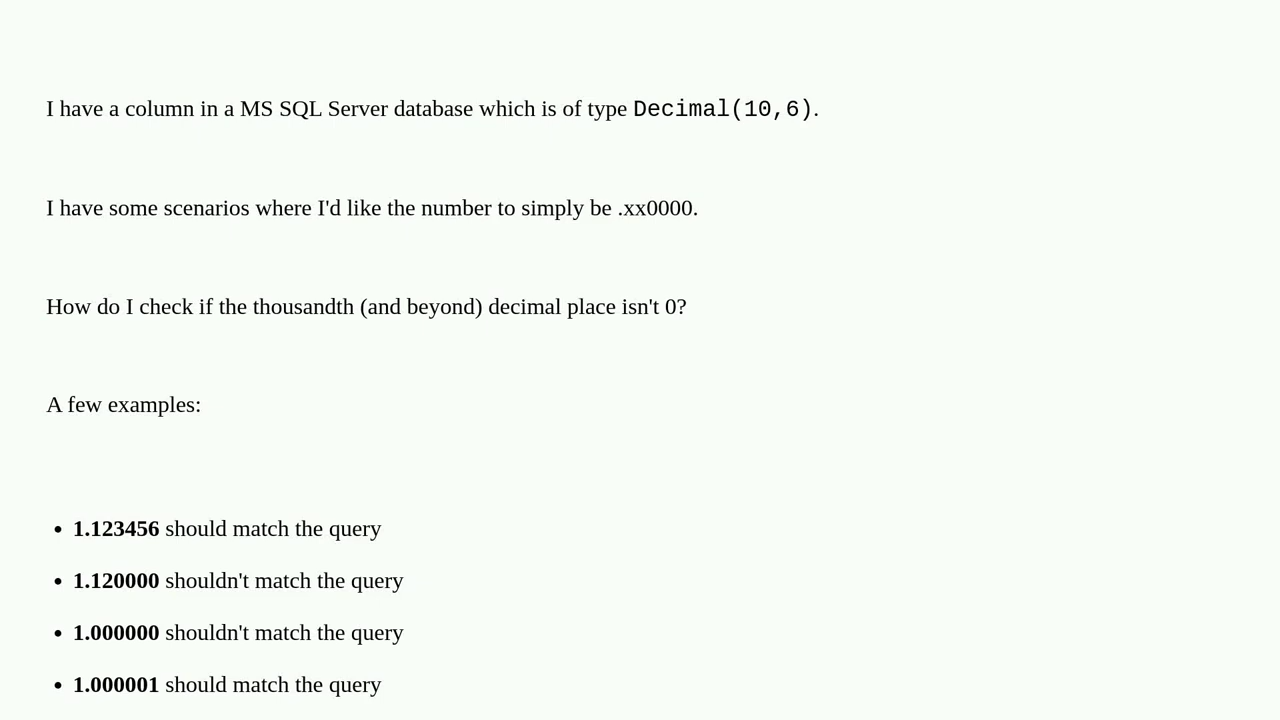 I have a column in a MS SQL Server database which is of type Decimal(10,6).
I have some scenarios where I'd like the number to simply be .xx0000.
How do I check if the thousandth (and beyond) decimal place isn't 0?
A few examples:
• 1.123456 should match the query
• 1.120000 shouldn't match the query
• 1.000000 shouldn't match the query
• 1.000001 should match the query